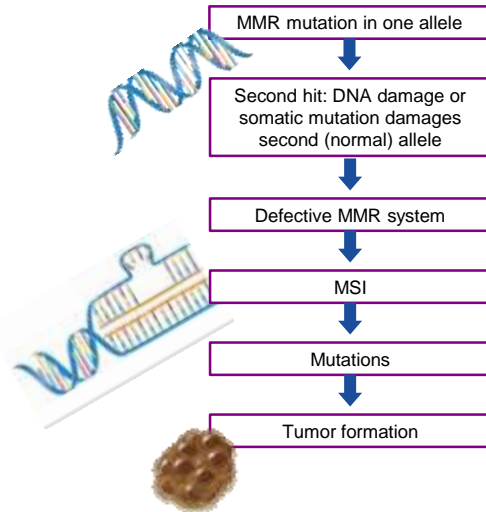 MMR mutation in one allele
Second hit: DNA damage or
somatic mutation damages
second (normal) allele
Defective MMR system
MSI
Mutations
Tumor formation